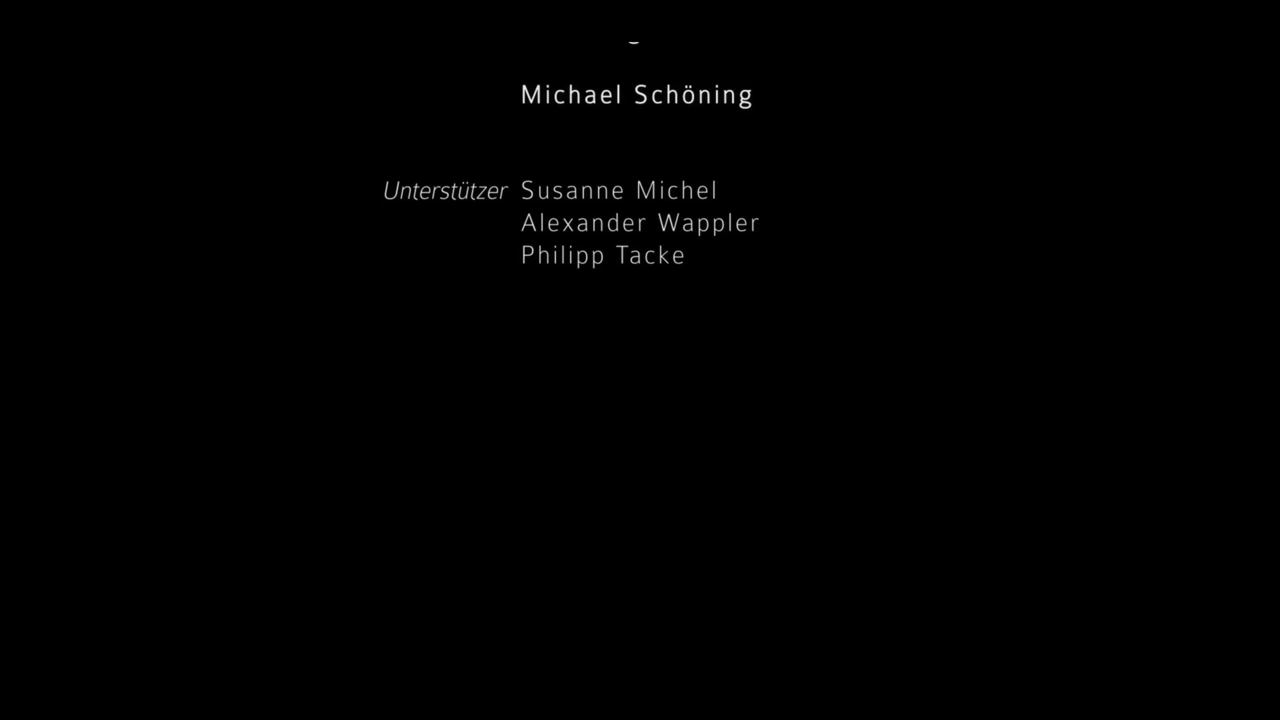 Michael Schöning
Unterstützer Susanne Michel
Alexander Wappler
Philipp Tacke